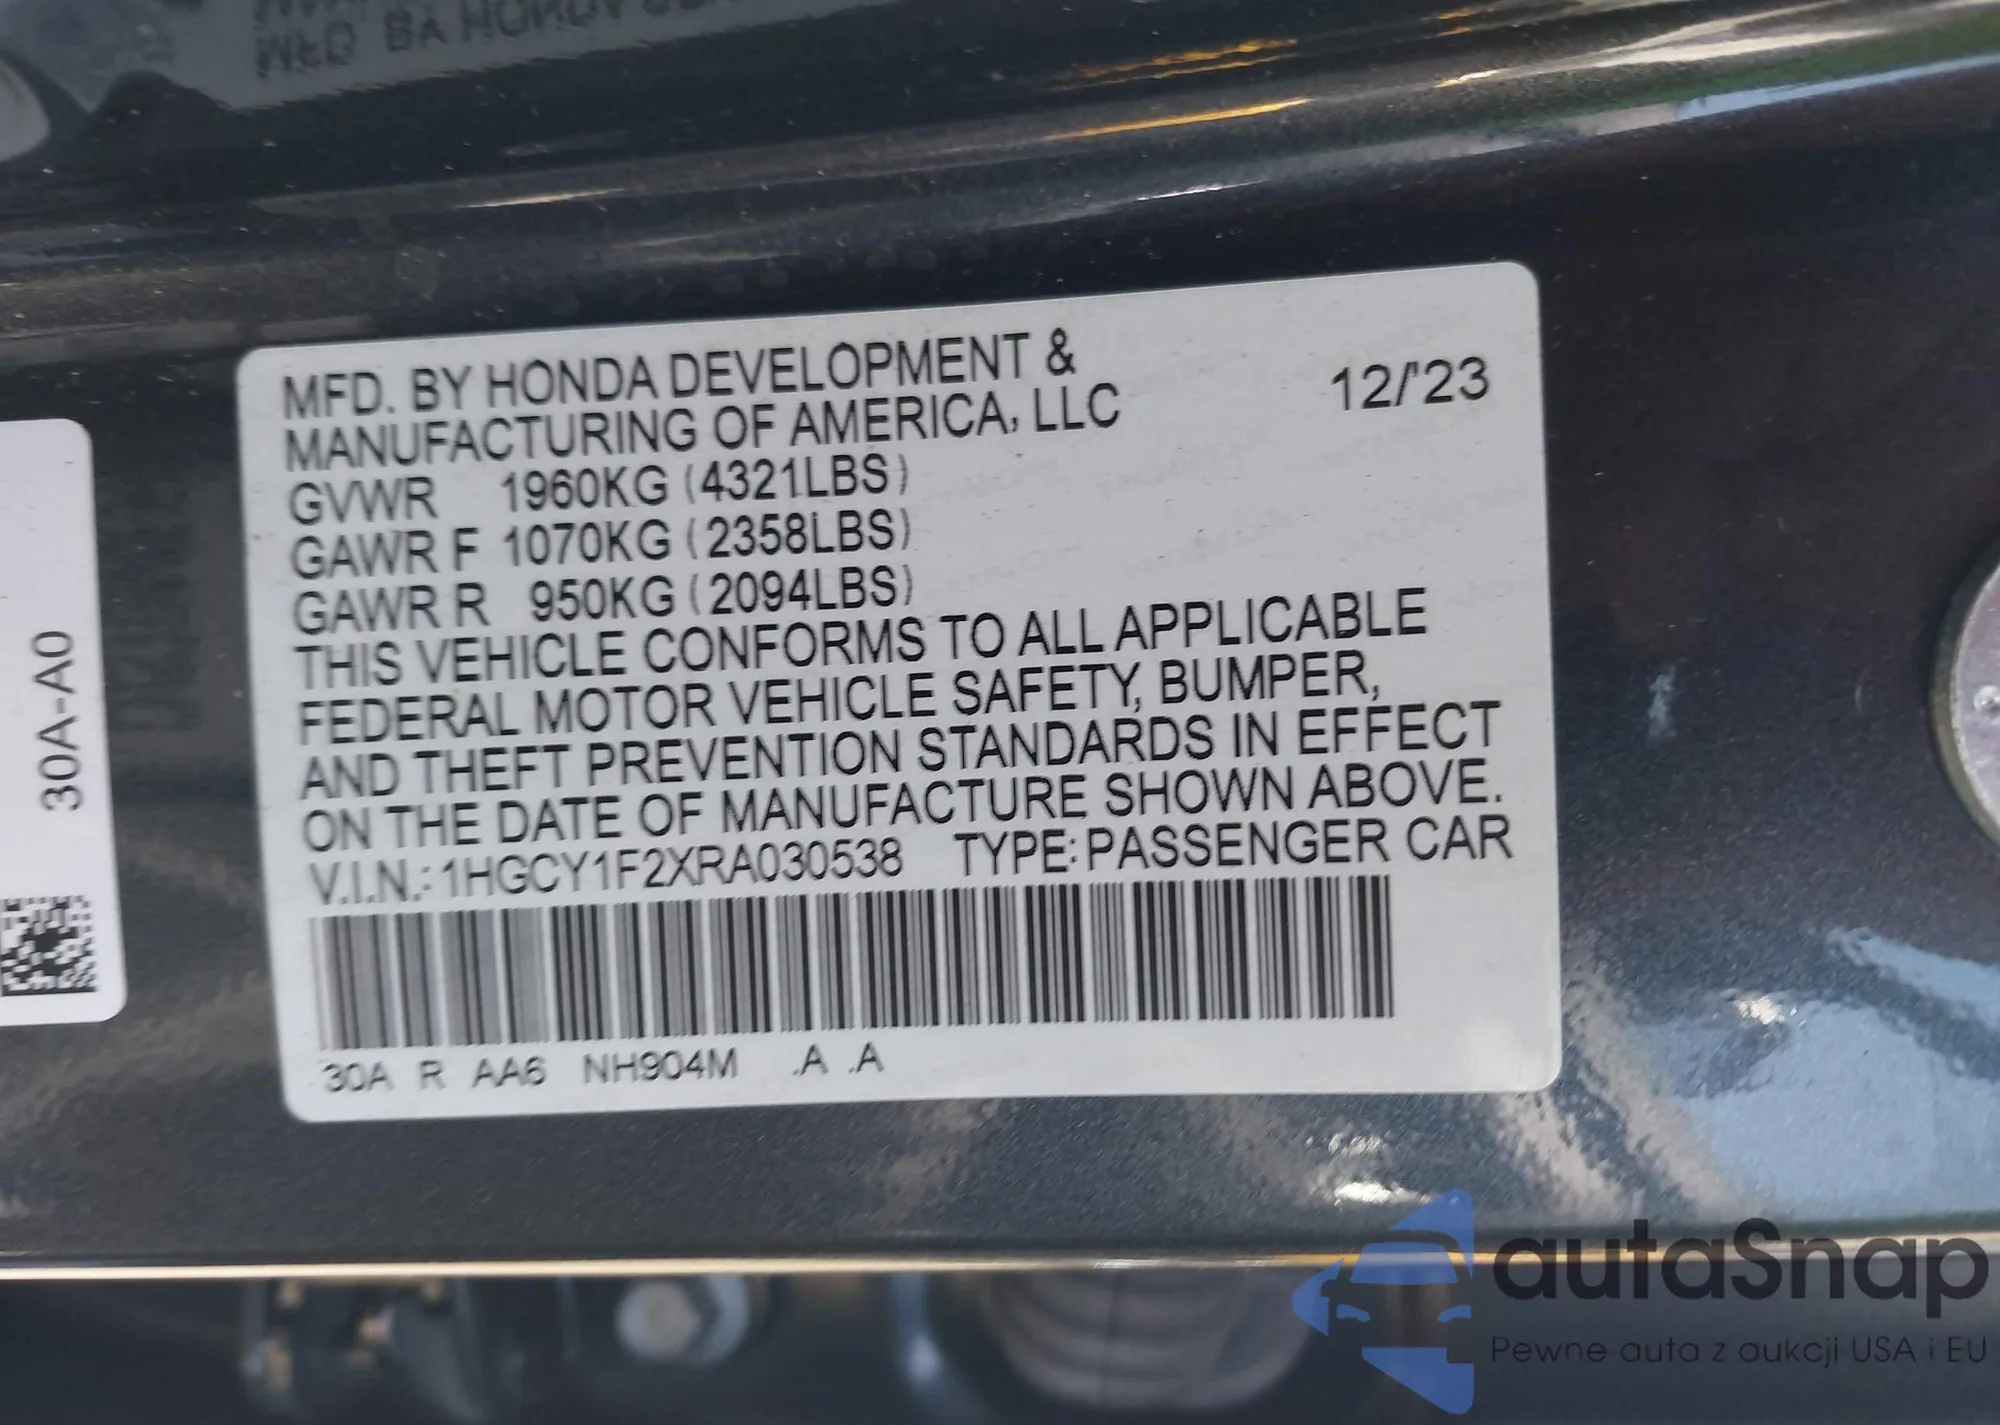 MFD. BY HONDA DEVELOPMENT &
MANUFACTURING OF AMERICA, LLC
12/'23
GVWR 1960KG (4321LBS)
GAWR F 1070KG (2358LBS)
GAWR R 950KG (2094LBS)
THIS VEHICLE CONFORMS TO ALL APPLICABLE
FEDERAL MOTOR VEHICLE SAFETY, BUMPER,
AND THEFT PREVENTION STANDARDS IN EFFECT
ON THE DATE OF MANUFACTURE SHOWN ABOVE.
V.I.N.: 1HGCY1F2XRA030538 TYPE: PASSENGER CAR
30A R AA6 NH904M .A .A
30A-A0
autaSnap
Pewne auta z aukcji USA i EU